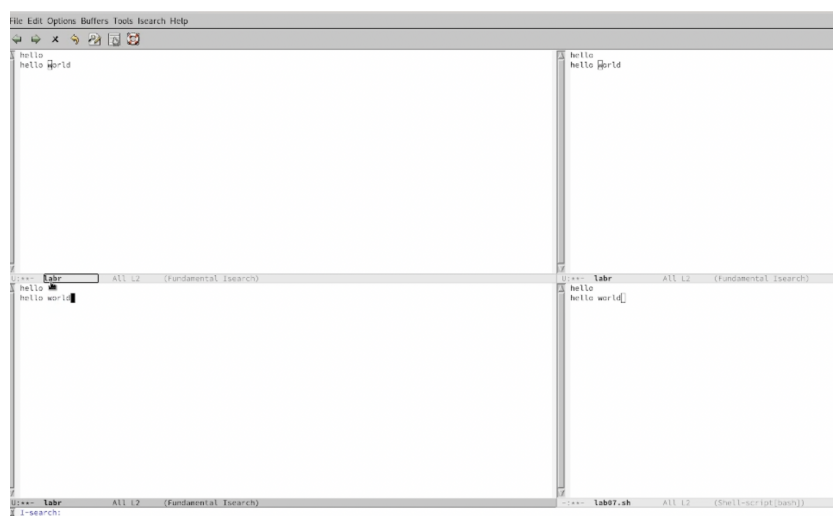 File Edit Options Buffers Tools Isearch Help
hello
hello world
U:**- labr All L2 (Fundamental Isearch)
hello
hello world
U:**- labr All L2 (Fundamental Isearch)
hello
hello world
U:**- labr All L2 (Fundamental Isearch)
hello
hello world
-:**- lab07.sh All L2 (Shell-script[bash])
I-search: